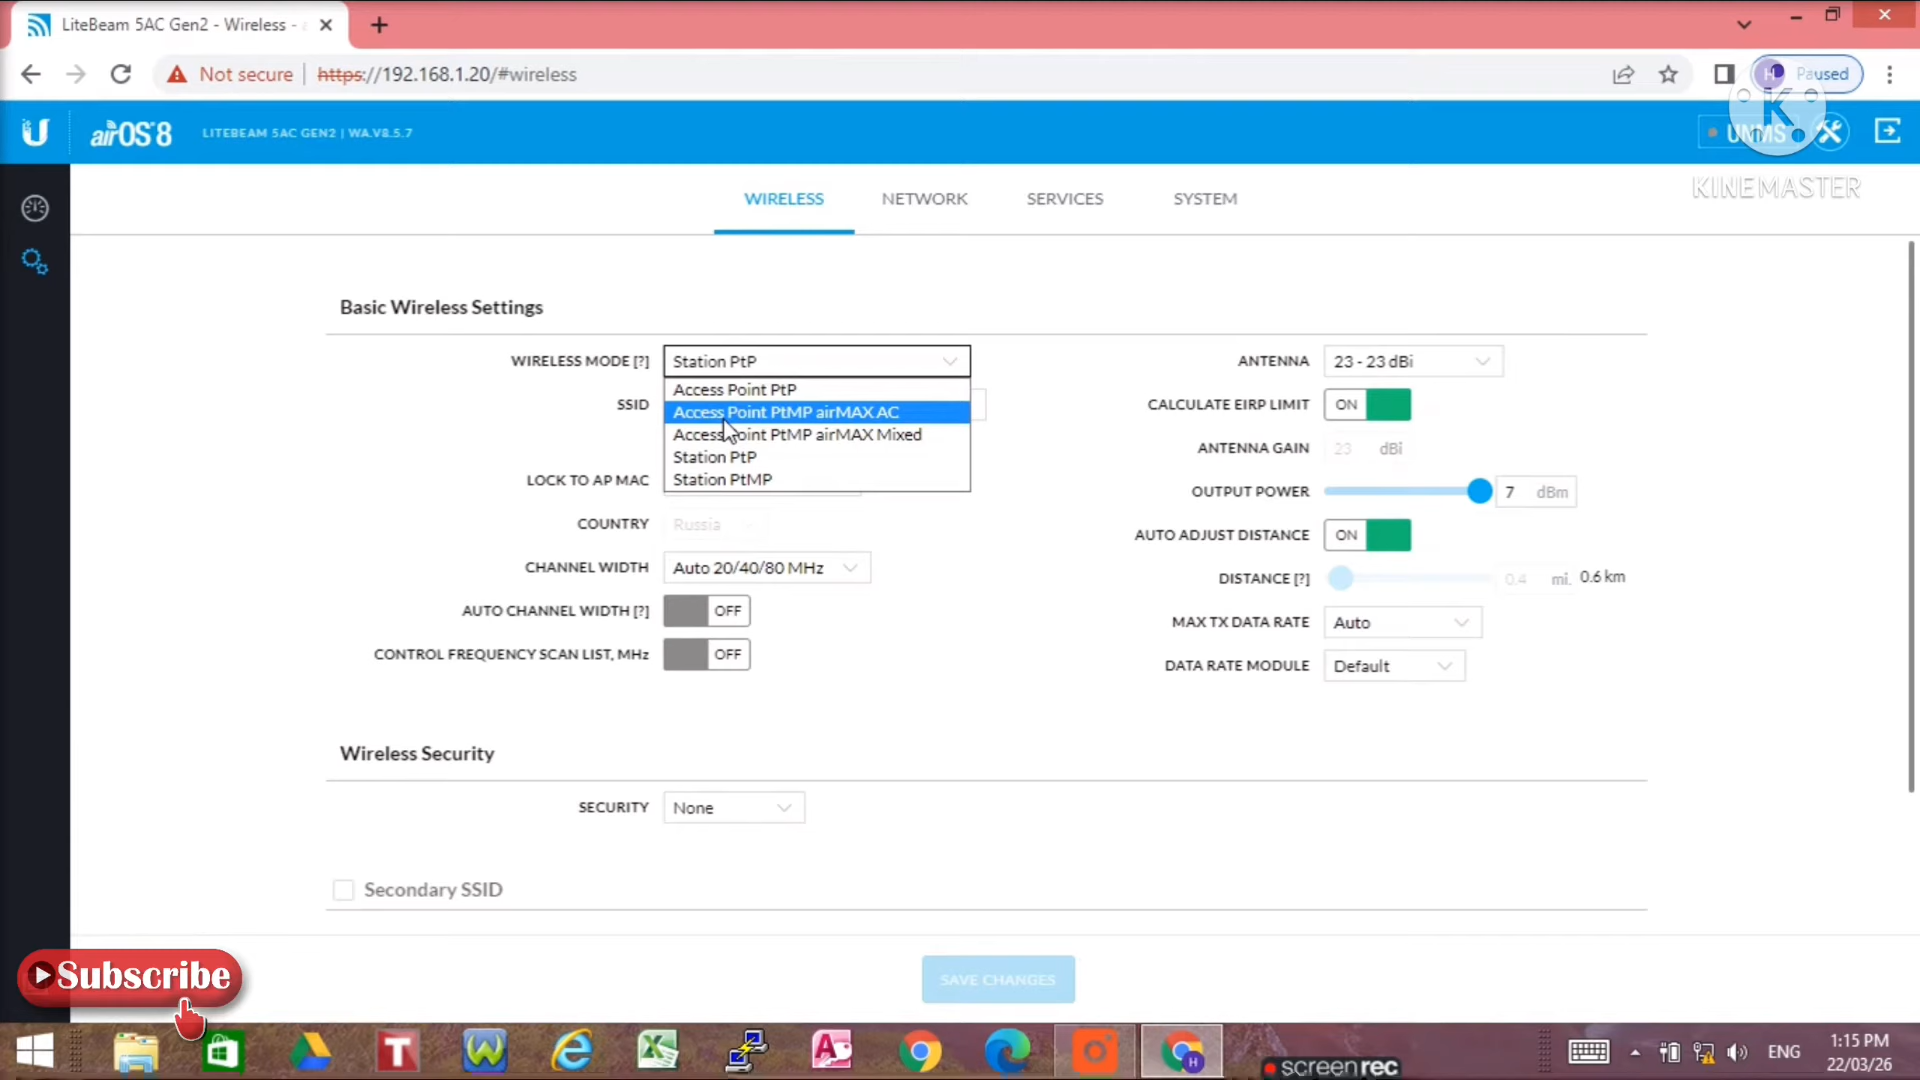 LiteBeam 5AC Gen2 - Wireless -
Not secure
https://192.168.1.20/#wireless
H
Paused
U
airOS 8
LITEBEAM 5AC GEN2 | WA.V8.5.7
UNMS
K
KINEMASTER
WIRELESS
NETWORK
SERVICES
SYSTEM
Basic Wireless Settings
WIRELESS MODE [?]
Station PtP
Access Point PtP
Access Point PtMP airMAX AC
Access Point PtMP airMAX Mixed
Station PtP
Station PtMP
SSID
LOCK TO AP MAC
COUNTRY
Russia
CHANNEL WIDTH
Auto 20/40/80 MHz
AUTO CHANNEL WIDTH [?]
OFF
CONTROL FREQUENCY SCAN LIST, MHz
OFF
ANTENNA
23 - 23 dBi
CALCULATE EIRP LIMIT
ON
ANTENNA GAIN
23 dBi
OUTPUT POWER
7 dBm
AUTO ADJUST DISTANCE
ON
DISTANCE [?]
0.4 mi. 0.6 km
MAX TX DATA RATE
Auto
DATA RATE MODULE
Default
Wireless Security
SECURITY
None
Secondary SSID
SAVE CHANGES
Subscribe
T
W
X
A
H
screenrec
ENG
1:15 PM
22/03/26